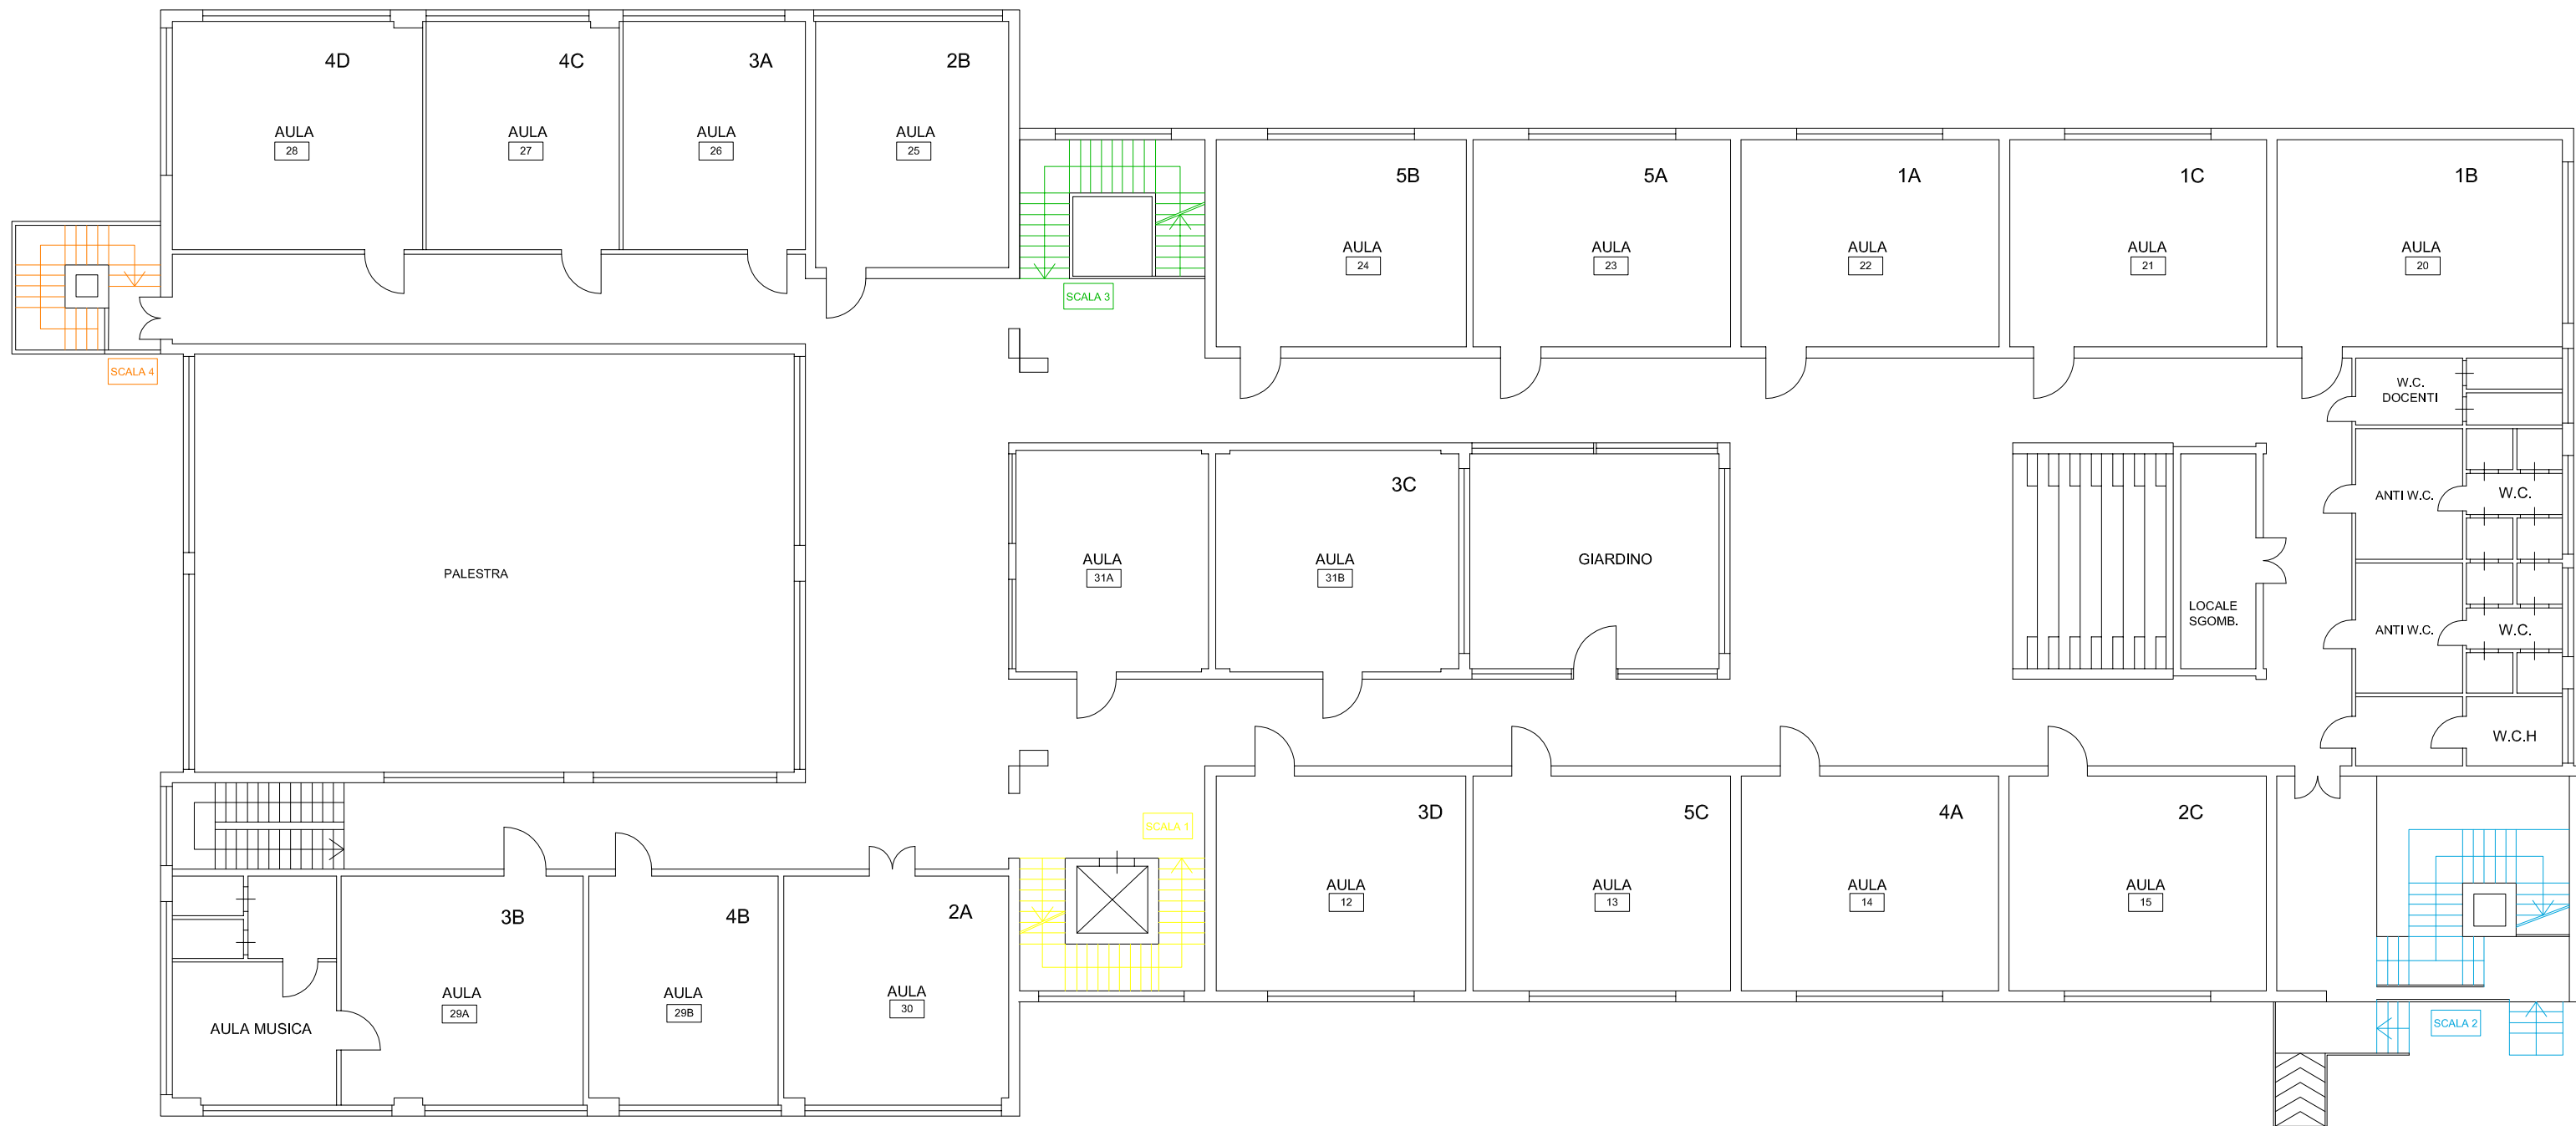 4D
4C
3A
2B
AULA
28
AULA
27
AULA
26
AULA
25
5B
5A
1A
1C
1B
AULA
24
AULA
23
AULA
22
AULA
21
AULA
20
SCALA 3
SCALA 4
W.C.
DOCENTI
3C
ANTI W.C.
W.C.
PALESTRA
AULA
31A
AULA
31B
GIARDINO
LOCALE
SGOMB.
ANTI W.C.
W.C.
W.C.H
SCALA 1
3D
5C
4A
2C
AULA
12
AULA
13
AULA
14
AULA
15
3B
4B
2A
AULA
29A
AULA
29B
AULA
30
AULA MUSICA
SCALA 2